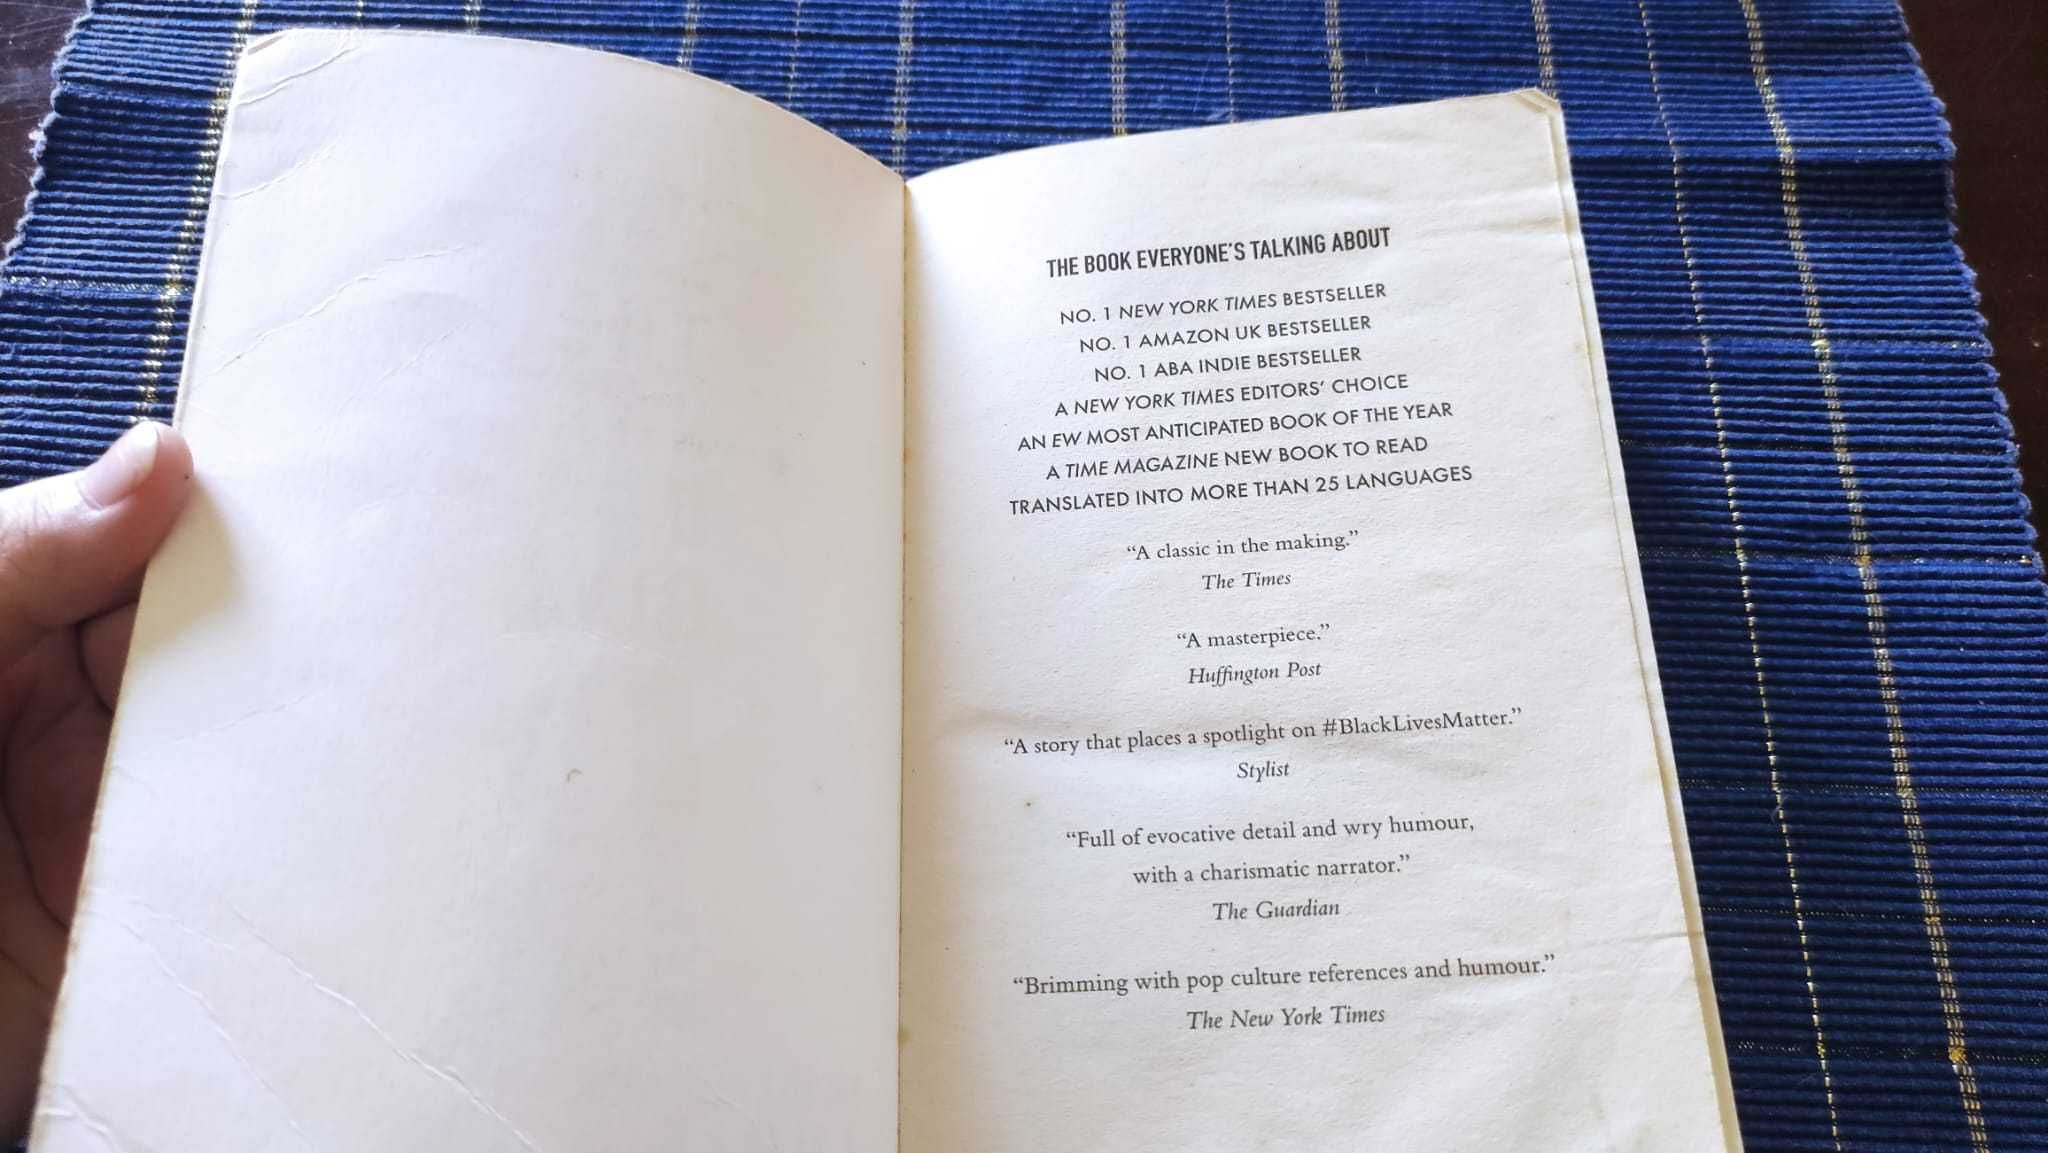 THE BOOK EVERYONE'S TALKING ABOUT
NO. 1 NEW YORK TIMES BESTSELLER
NO. 1 AMAZON UK BESTSELLER
NO. 1 ABA INDIE BESTSELLER
A NEW YORK TIMES EDITORS' CHOICE
AN EW MOST ANTICIPATED BOOK OF THE YEAR
A TIME MAGAZINE NEW BOOK TO READ
TRANSLATED INTO MORE THAN 25 LANGUAGES
“A classic in the making.”
The Times
“A masterpiece.”
Huffington Post
“A story that places a spotlight on #BlackLivesMatter.”
Stylist
“Full of evocative detail and wry humour,
with a charismatic narrator.”
The Guardian
“Brimming with pop culture references and humour.”
The New York Times